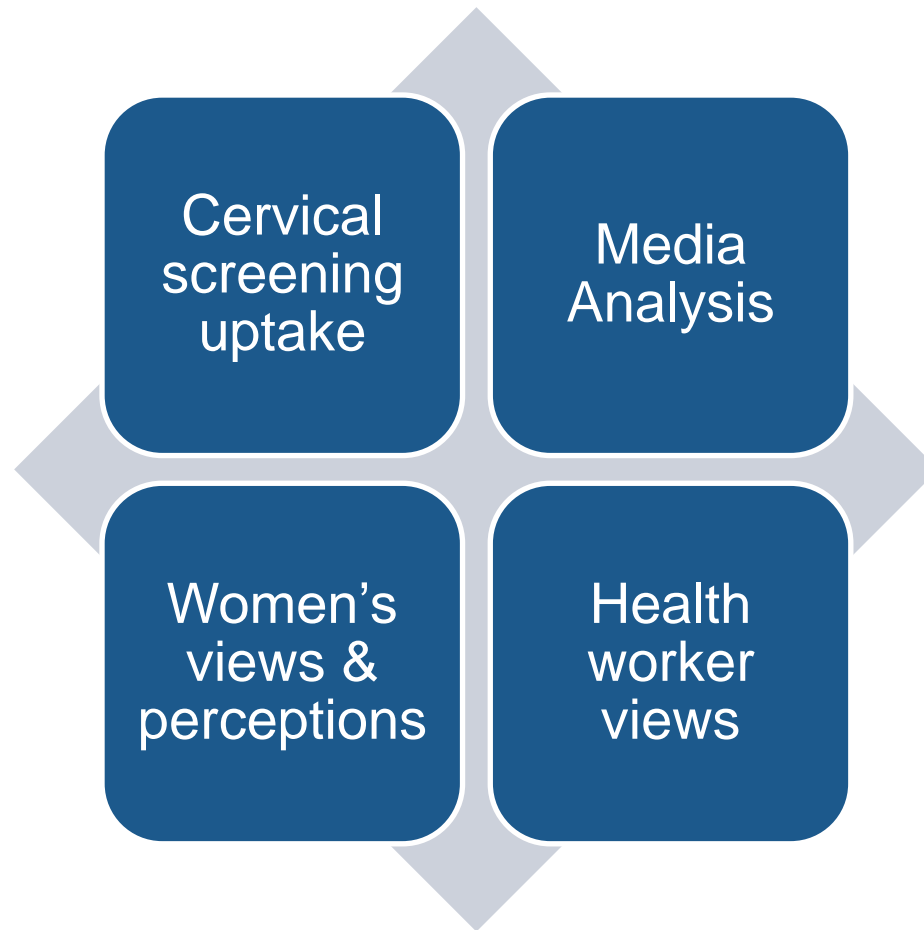 Cervical
screening
uptake
Media
Analysis
Women’s
views &
perceptions
Health
worker
views